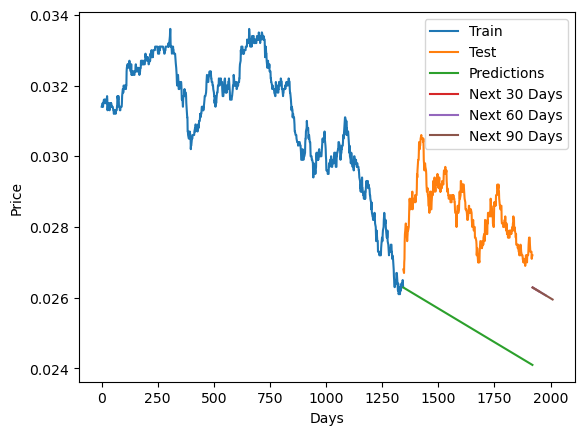 Train
Test
Predictions
Next 30 Days
Next 60 Days
Next 90 Days
0.034
0.032
0.030
0.028
0.026
0.024
Price
0 250 500 750 1000 1250 1500 1750 2000
Days